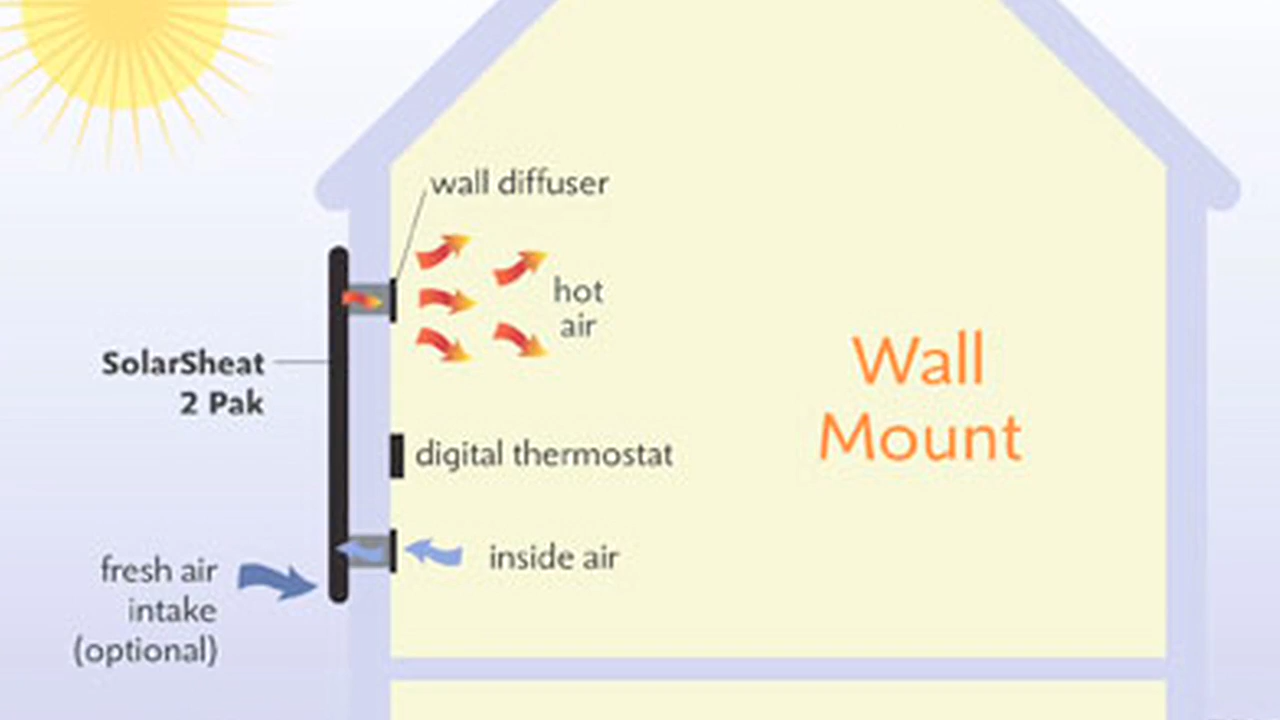 wall diffuser
hot
air
SolarSheat
2 Pak
Wall
Mount
digital thermostat
inside air
fresh air
intake
(optional)